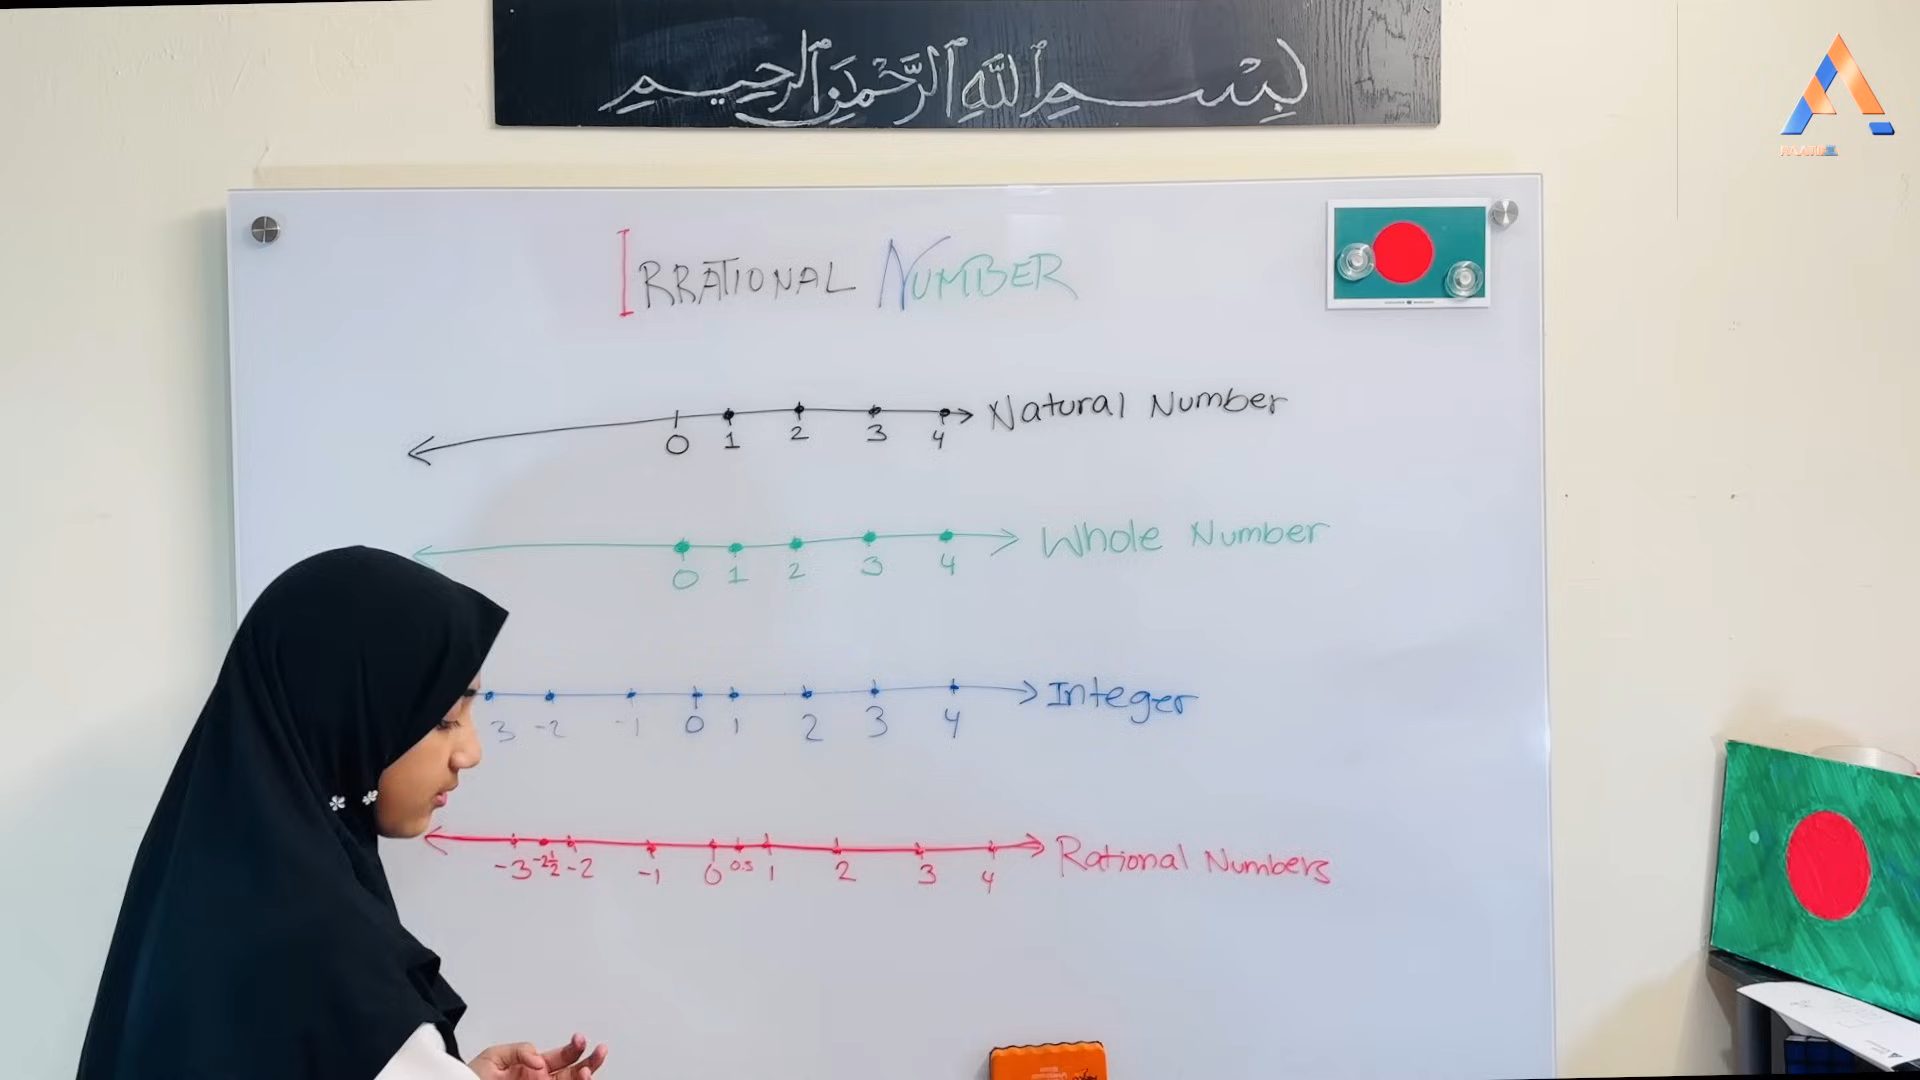 بِسْمِ ٱللَّهِ ٱلرَّحْمَٰنِ ٱلرَّحِيمِ
IRRATIONAL NUMBER
Natural Number
0 1 2 3 4
Whole Number
0 1 2 3 4
Integer
3 -2 -1 0 1 2 3 4
Rational Numbers
-3 -2½ -2 -1 0 0.5 1 2 3 4